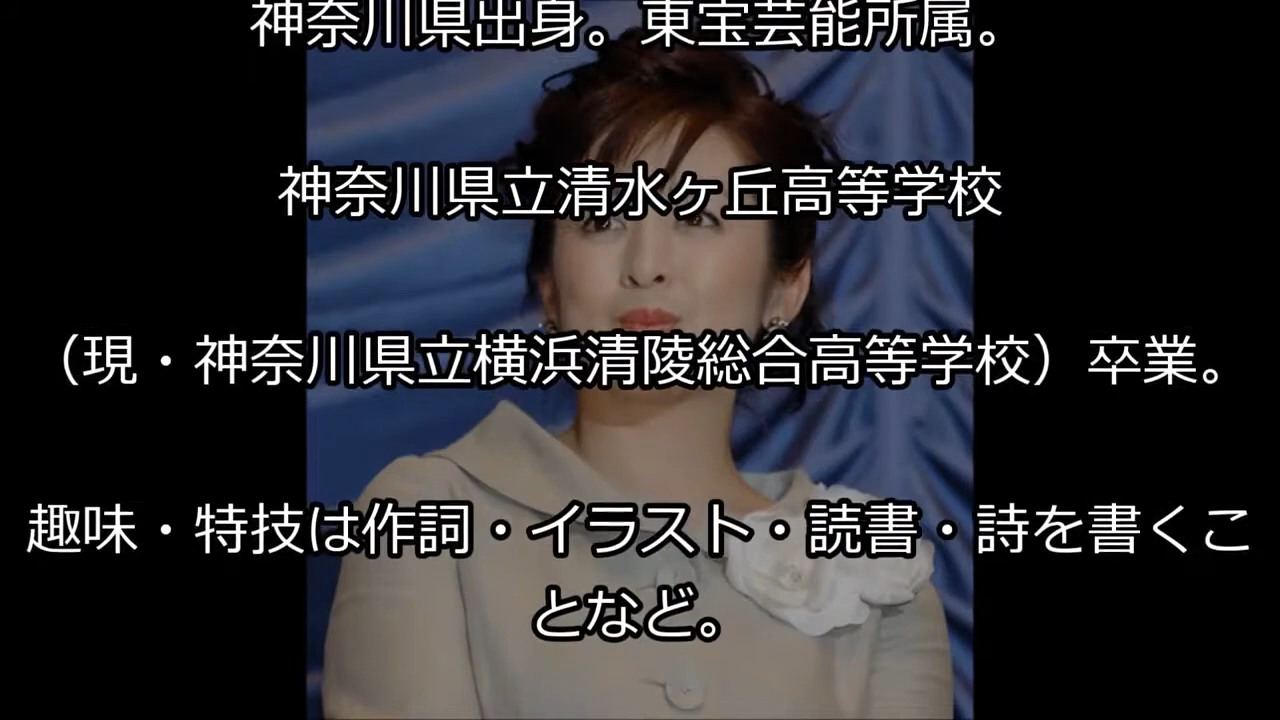 神奈川県出身。東宝芸能所属。
神奈川県立清水ヶ丘高等学校
（現・神奈川県立横浜清陵総合高等学校）卒業。
趣味・特技は作詞・イラスト・読書・詩を書くこ
となど。